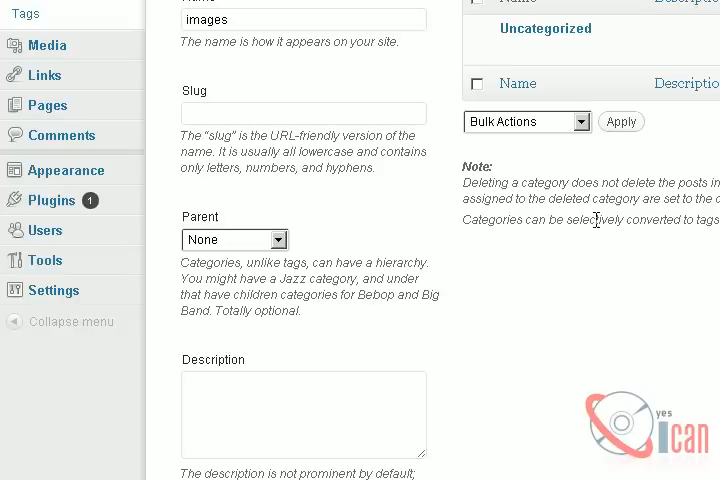 Tags
Media
Links
Pages
Comments
Appearance
Plugins 1
Users
Tools
Settings
Collapse menu
images
The name is how it appears on your site.
Slug
The “slug” is the URL-friendly version of the
name. It is usually all lowercase and contains
only letters, numbers, and hyphens.
Parent
None
Categories, unlike tags, can have a hierarchy.
You might have a Jazz category, and under
that have children categories for Bebop and Big
Band. Totally optional.
Description
The description is not prominent by default;
Uncategorized
Name Descriptio
Bulk Actions Apply
Note:
Deleting a category does not delete the posts in
assigned to the deleted category are set to the
Categories can be selectively converted to tags
yes
ican